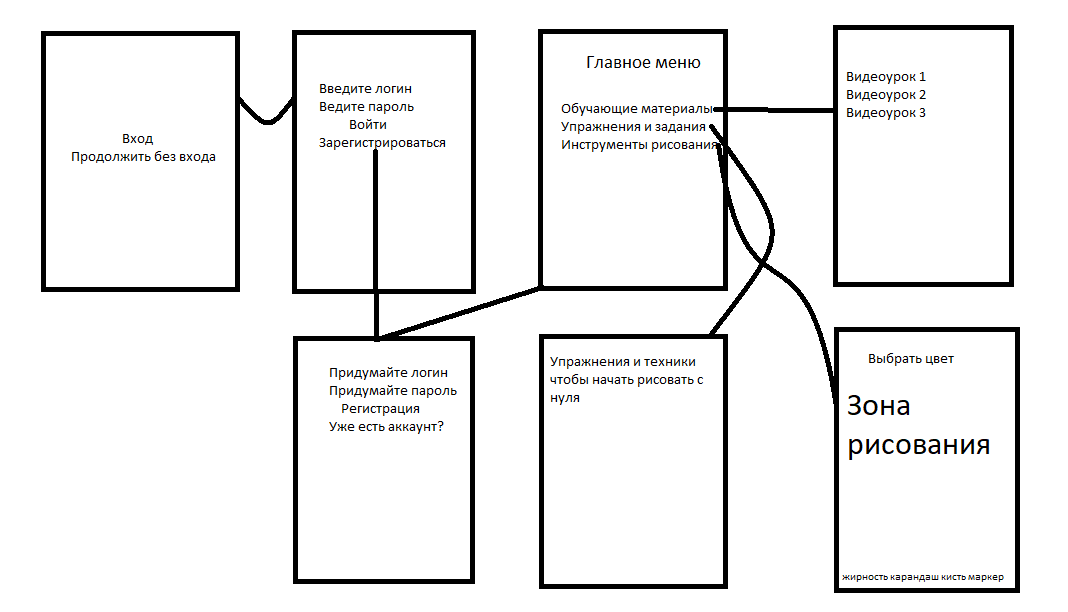 Вход
Продолжить без входа
Введите логин
Ведите пароль
Войти
Зарегистрироваться
Главное меню
Обучающие материалы
Упражнения и задания
Инструменты рисования
Видеоурок 1
Видеоурок 2
Видеоурок 3
Придумайте логин
Придумайте пароль
Регистрация
Уже есть аккаунт?
Упражнения и техники
чтобы начать рисовать с
нуля
Выбрать цвет
Зона
рисования
жирность карандаш кисть маркер